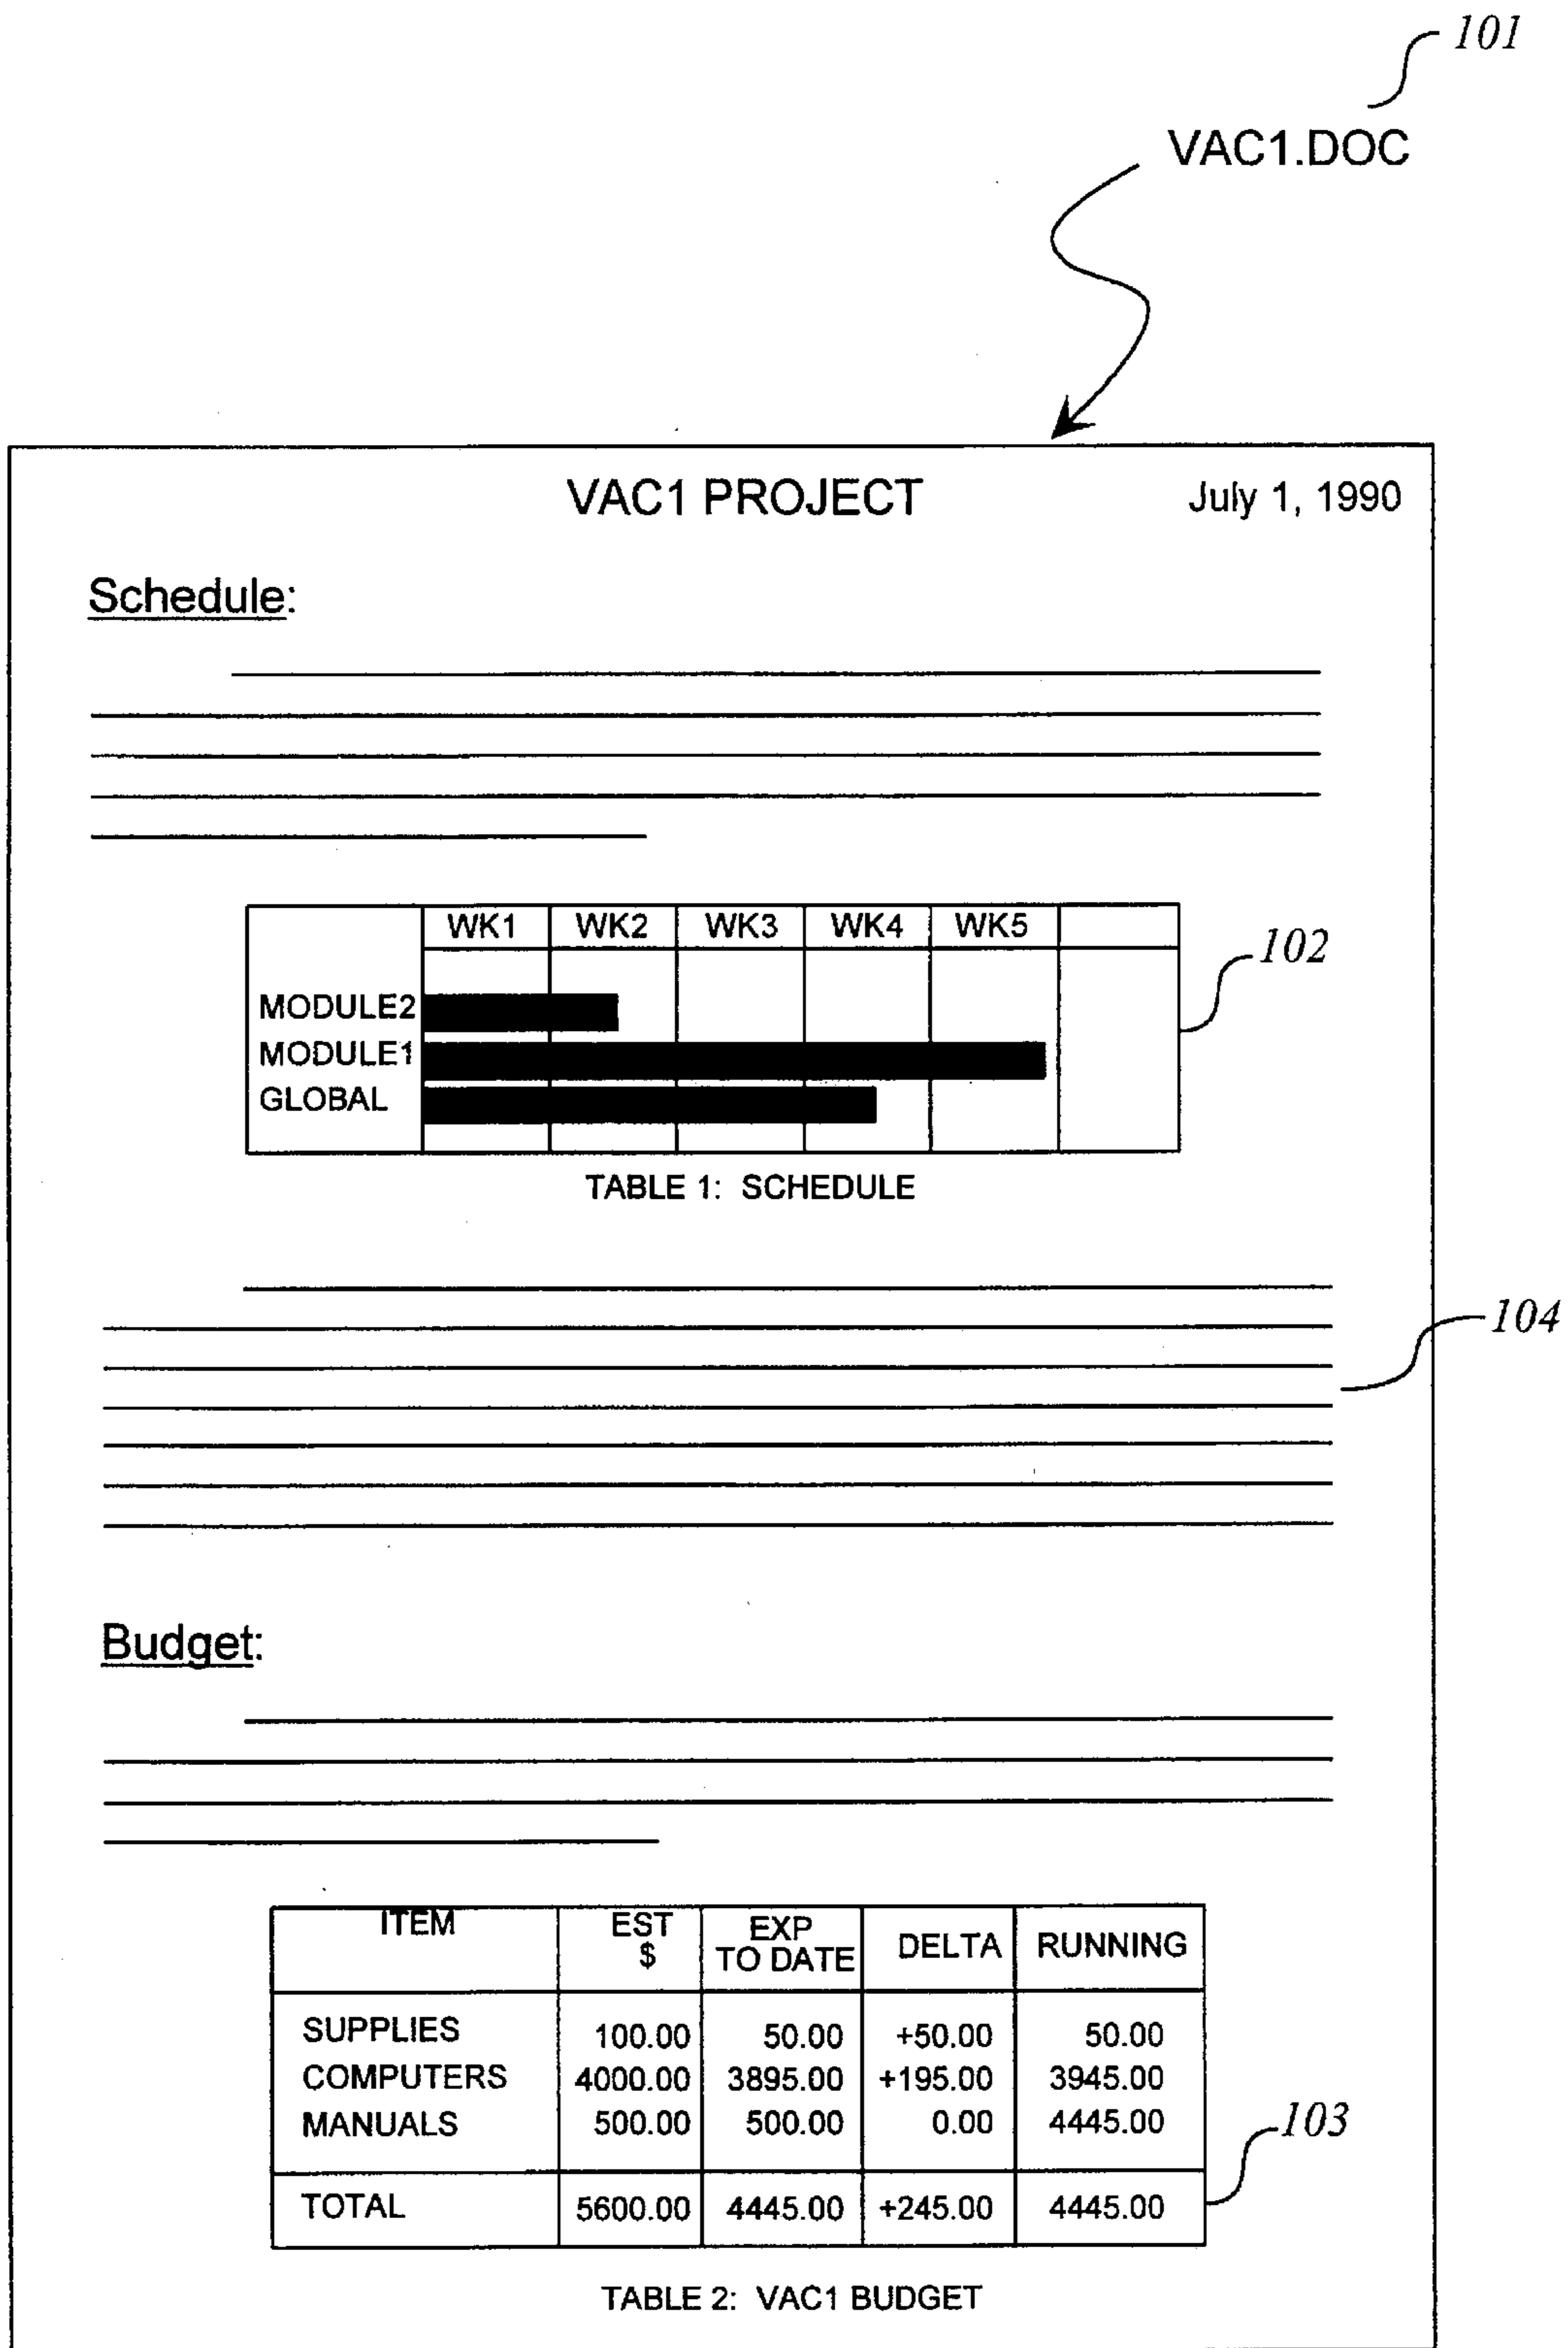 101
VAC1.DOC
VAC1 PROJECT July 1, 1990
Schedule:
WK1 WK2 WK3 WK4 WK5
102
MODULE2
MODULE1
GLOBAL
TABLE 1: SCHEDULE
104
Budget:
ITEM EST $ EXP TO DATE DELTA RUNNING
SUPPLIES 100.00 50.00 +50.00 50.00
COMPUTERS 4000.00 3895.00 +195.00 3945.00
MANUALS 500.00 500.00 0.00 4445.00
103
TOTAL 5600.00 4445.00 +245.00 4445.00
TABLE 2: VAC1 BUDGET